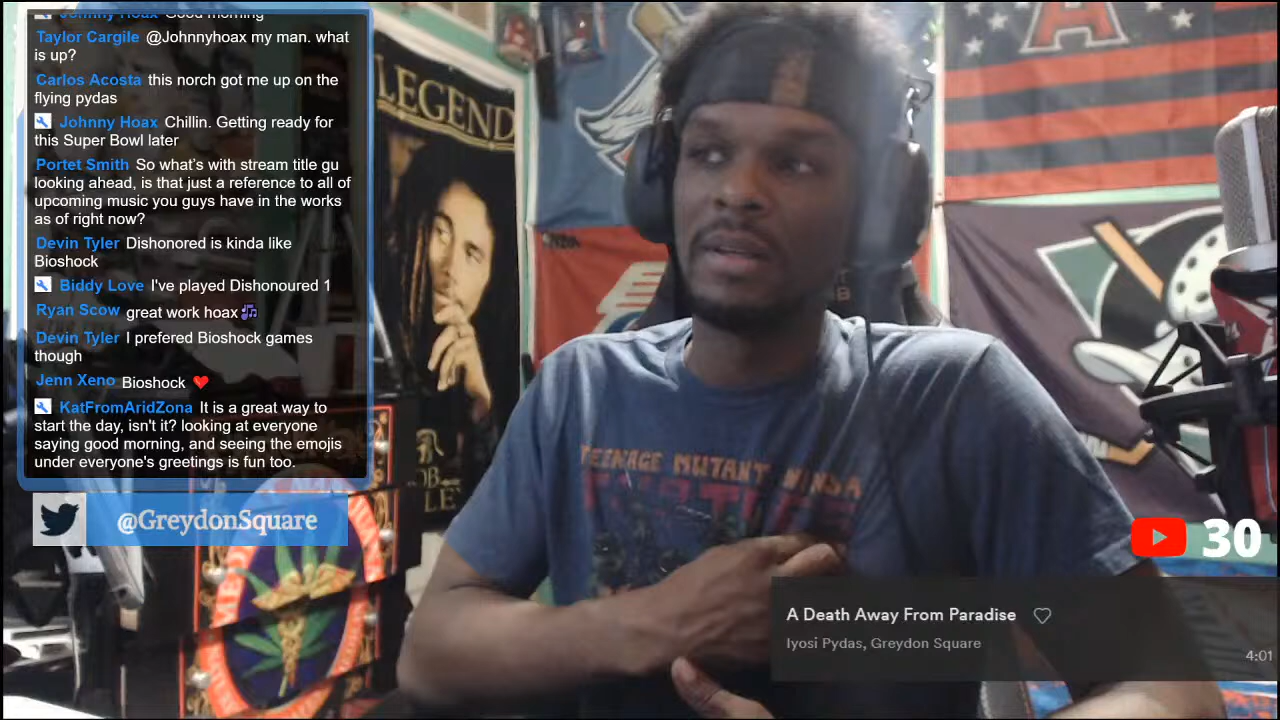 Johnny Hoax Good morning
Taylor Cargile @Johnnyhoax my man. what
is up?
Carlos Acosta this norch got me up on the
flying pydas
Johnny Hoax Chillin. Getting ready for
this Super Bowl later
Portet Smith So what's with stream title gu
looking ahead, is that just a reference to all of
upcoming music you guys have in the works
as of right now?
Devin Tyler Dishonored is kinda like
Bioshock
Biddy Love I've played Dishonoured 1
Ryan Scow great work hoax🎶
Devin Tyler I prefered Bioshock games
though
Jenn Xeno Bioshock ❤️
KatFromAridZona It is a great way to
start the day, isn't it? looking at everyone
saying good morning, and seeing the emojis
under everyone's greetings is fun too.
@GreydonSquare
LEGEND
TEENAGE MUTANT NINJA
TURTLES
A
30
A Death Away From Paradise
Iyosi Pydas, Greydon Square
4:01